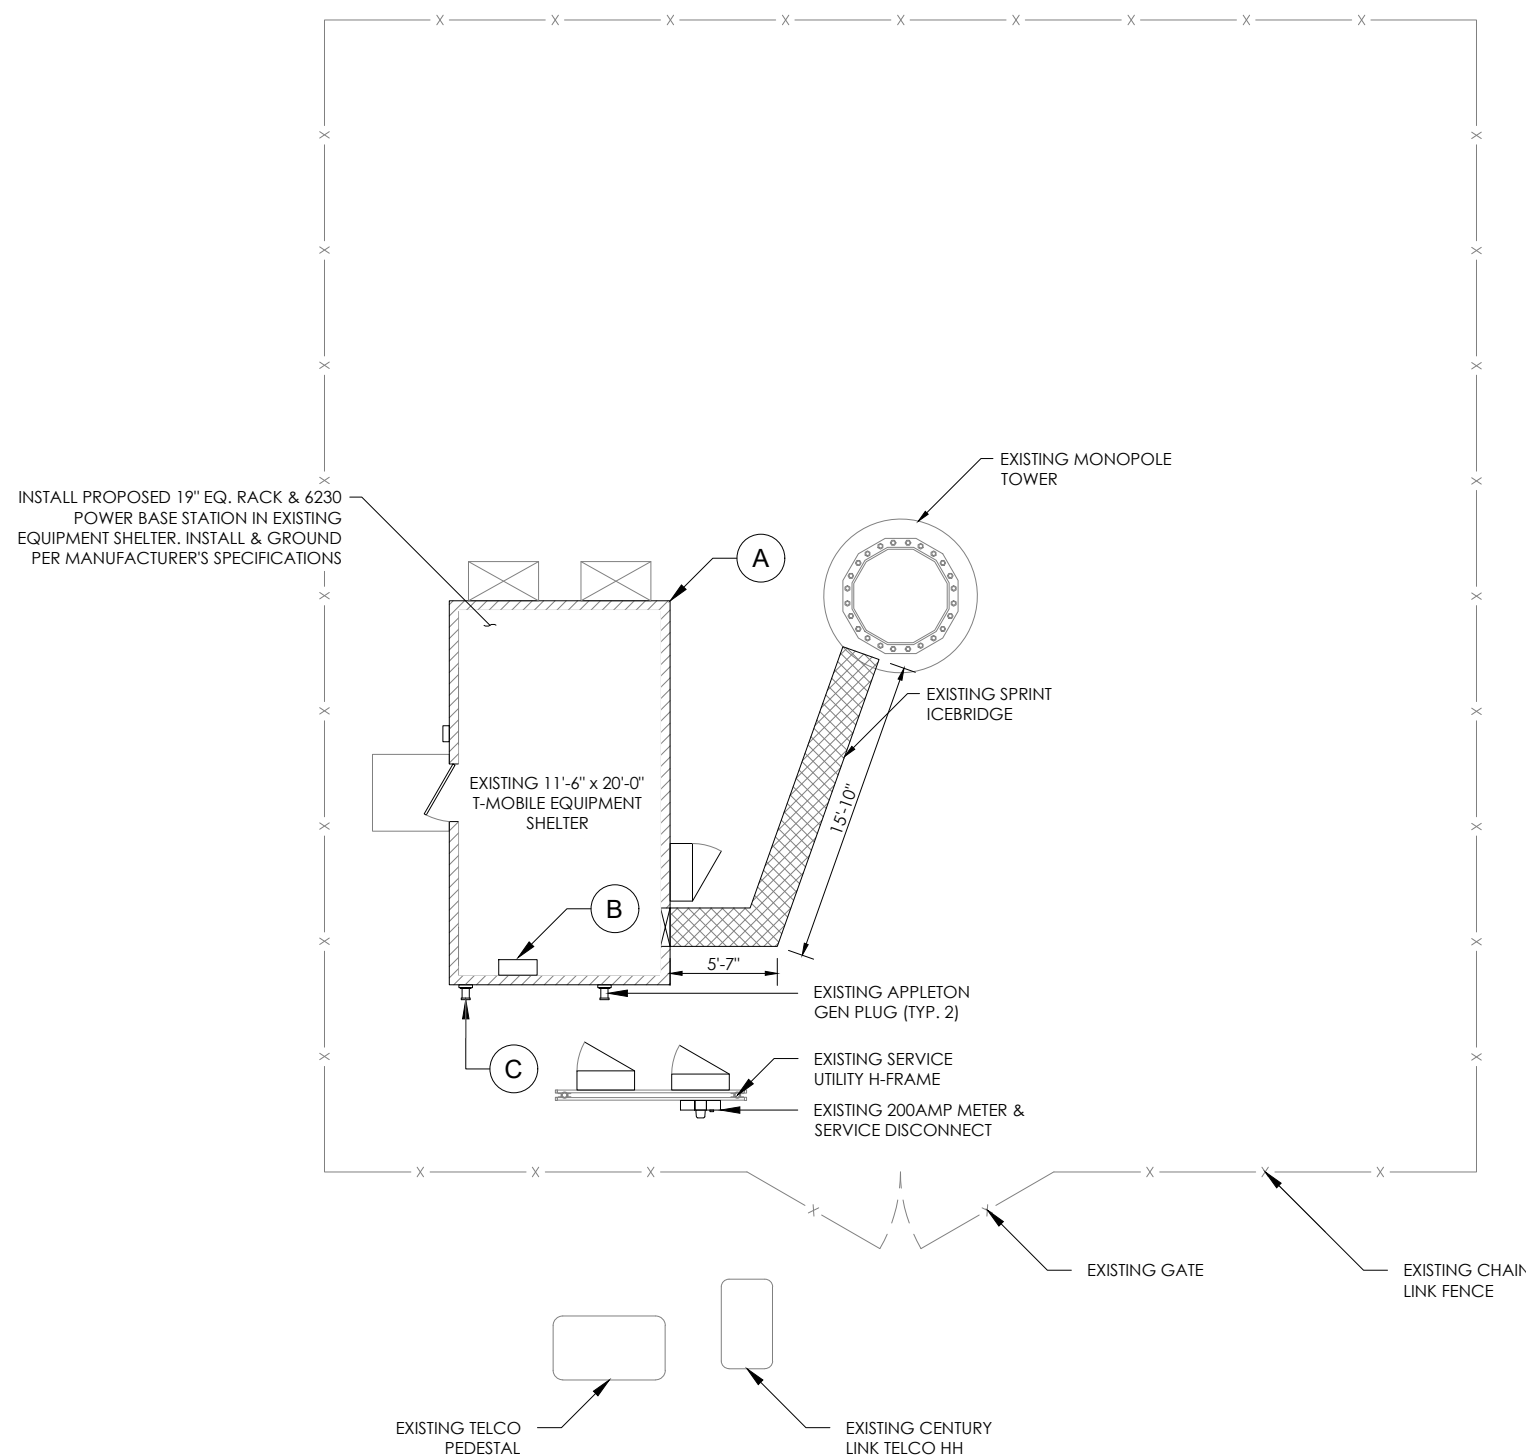 EXISTING MONOPOLE
TOWER
INSTALL PROPOSED 19" EQ. RACK & 6230
POWER BASE STATION IN EXISTING
EQUIPMENT SHELTER. INSTALL & GROUND
PER MANUFACTURER'S SPECIFICATIONS
A
EXISTING SPRINT
ICEBRIDGE
EXISTING 11'-6" x 20'-0"
T-MOBILE EQUIPMENT
SHELTER
15'-10"
B
5'-7"
EXISTING APPLETON
GEN PLUG (TYP. 2)
C
EXISTING SERVICE
UTILITY H-FRAME
EXISTING 200AMP METER &
SERVICE DISCONNECT
EXISTING GATE
EXISTING CHAIN
LINK FENCE
EXISTING TELCO
PEDESTAL
EXISTING CENTURY
LINK TELCO HH